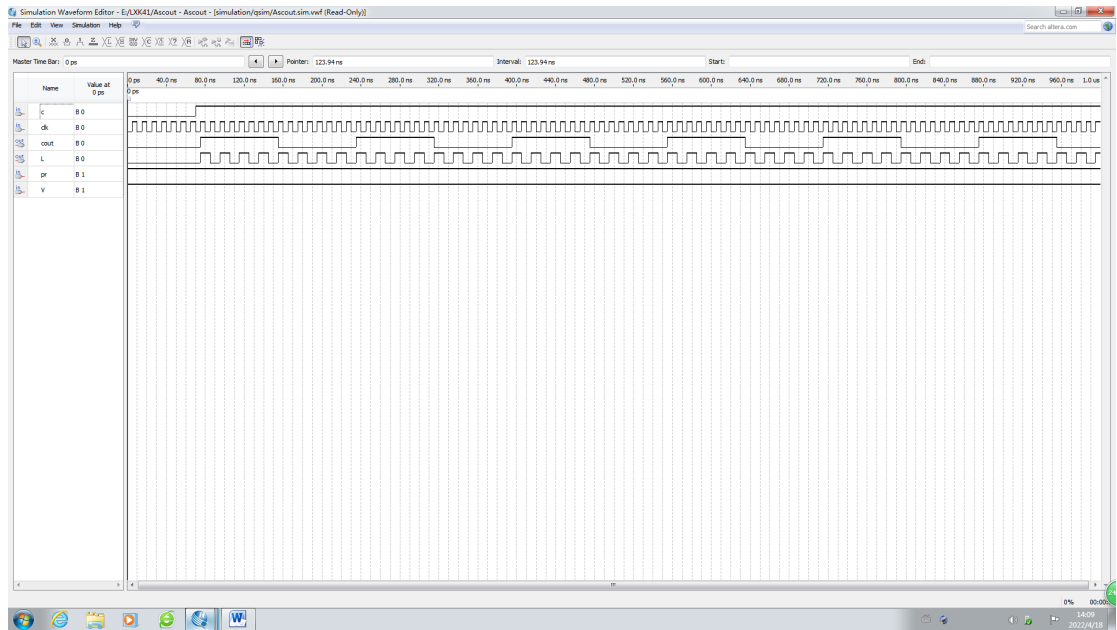 Simulation Waveform Editor - E:/LXK41/Ascout - Ascout - [simulation/qsim/Ascout.sim.vwf (Read-Only)]
File Edit View Simulation Help
Search altera.com
Master Time Bar: 0 ps Pointer: 123.94 ns Interval: 123.94 ns Start: End:
Name Value at 0 ps
0 ps 40.0 ns 80.0 ns 120.0 ns 160.0 ns 200.0 ns 240.0 ns 280.0 ns 320.0 ns 360.0 ns 400.0 ns 440.0 ns 480.0 ns 520.0 ns 560.0 ns 600.0 ns 640.0 ns 680.0 ns 720.0 ns 760.0 ns 800.0 ns 840.0 ns 880.0 ns 920.0 ns 960.0 ns 1.0 us
0 ps
c B 0
clk B 0
cout B 0
L B 0
pr B 1
Y B 1
0% 00:00
14:09
2022/4/18